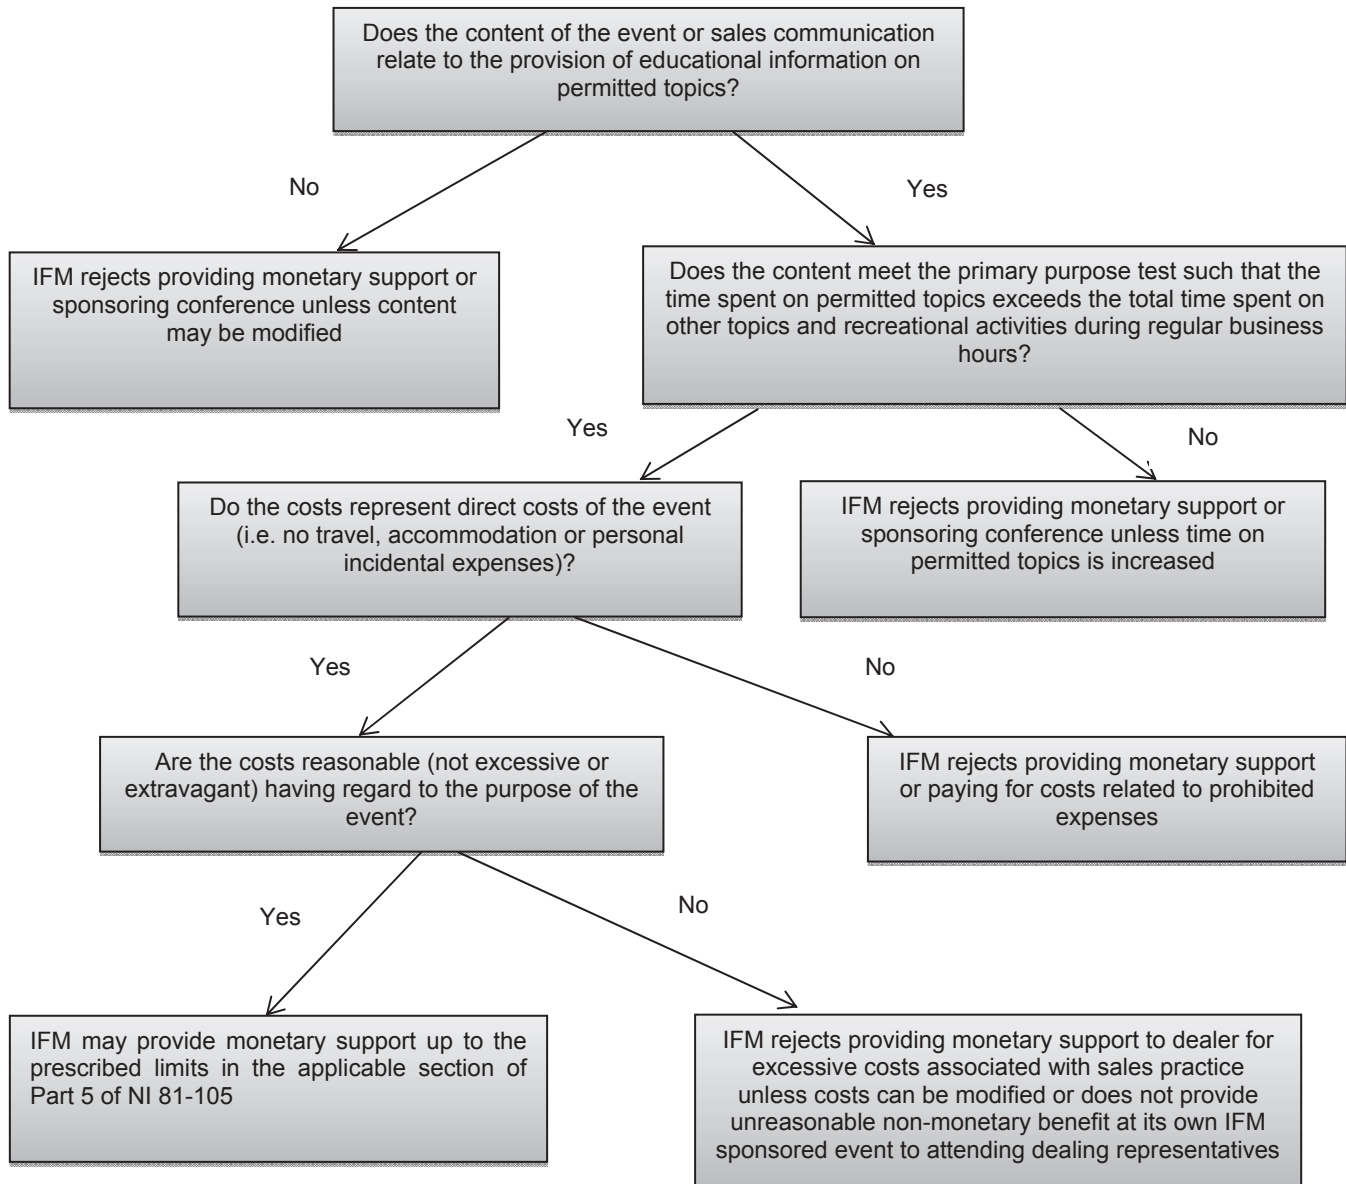 Does the content of the event or sales communication
relate to the provision of educational information on
permitted topics?
No
Yes
IFM rejects providing monetary support or
sponsoring conference unless content
may be modified
Does the content meet the primary purpose test such that the
time spent on permitted topics exceeds the total time spent on
other topics and recreational activities during regular business
hours?
Yes
No
Do the costs represent direct costs of the event
(i.e. no travel, accommodation or personal
incidental expenses)?
IFM rejects providing monetary support or
sponsoring conference unless time on
permitted topics is increased
Yes
No
Are the costs reasonable (not excessive or
extravagant) having regard to the purpose of the
event?
IFM rejects providing monetary support
or paying for costs related to prohibited
expenses
Yes
No
IFM may provide monetary support up to the
prescribed limits in the applicable section of
Part 5 of NI 81-105
IFM rejects providing monetary support to dealer for
excessive costs associated with sales practice
unless costs can be modified or does not provide
unreasonable non-monetary benefit at its own IFM
sponsored event to attending dealing representatives